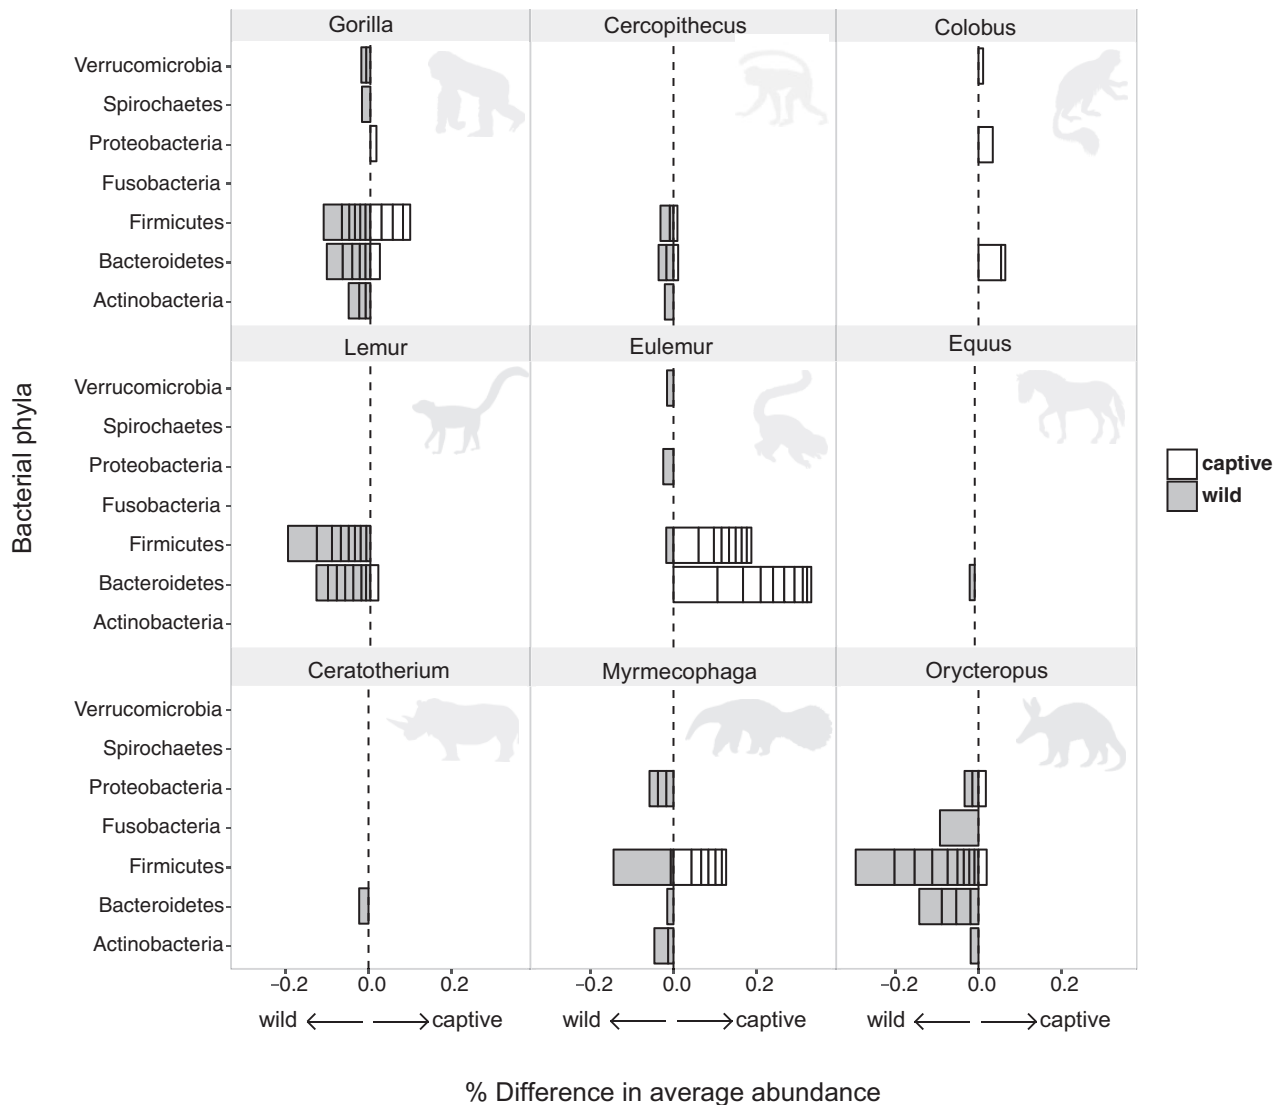 Gorilla Cercopithecus Colobus
Verrucomicrobia
Spirochaetes
Proteobacteria
Fusobacteria
Firmicutes
Bacteroidetes
Actinobacteria
Lemur Eulemur Equus
Verrucomicrobia
Spirochaetes
Proteobacteria
Fusobacteria
Firmicutes
Bacteroidetes
Actinobacteria
Ceratotherium Myrmecophaga Orycteropus
Verrucomicrobia
Spirochaetes
Proteobacteria
Fusobacteria
Firmicutes
Bacteroidetes
Actinobacteria
−0.2 0.0 0.2 −0.2 0.0 0.2 −0.2 0.0 0.2
wild captive wild captive wild captive
% Difference in average abundance
Bacterial phyla
captive
wild